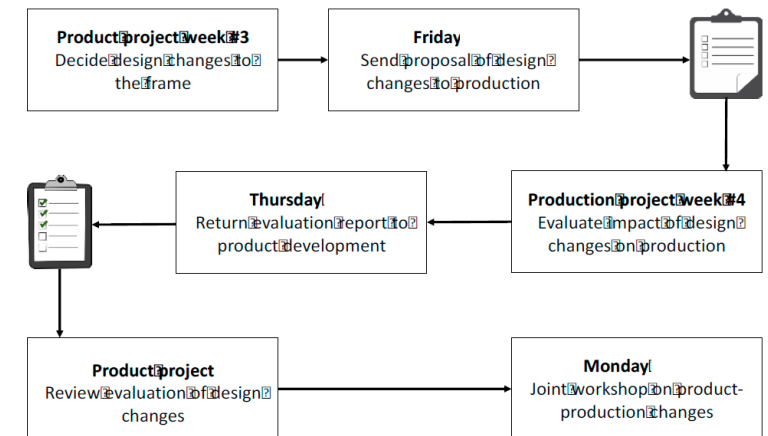 Product project week #3
Decide design changes to
the frame
Friday
Send proposal of design
changes to production
Production project week #4
Evaluate impact of design
changes on production
Thursday
Return evaluation report to
product development
Product project
Review evaluation of design
changes
Monday
Joint workshop on product-
production changes